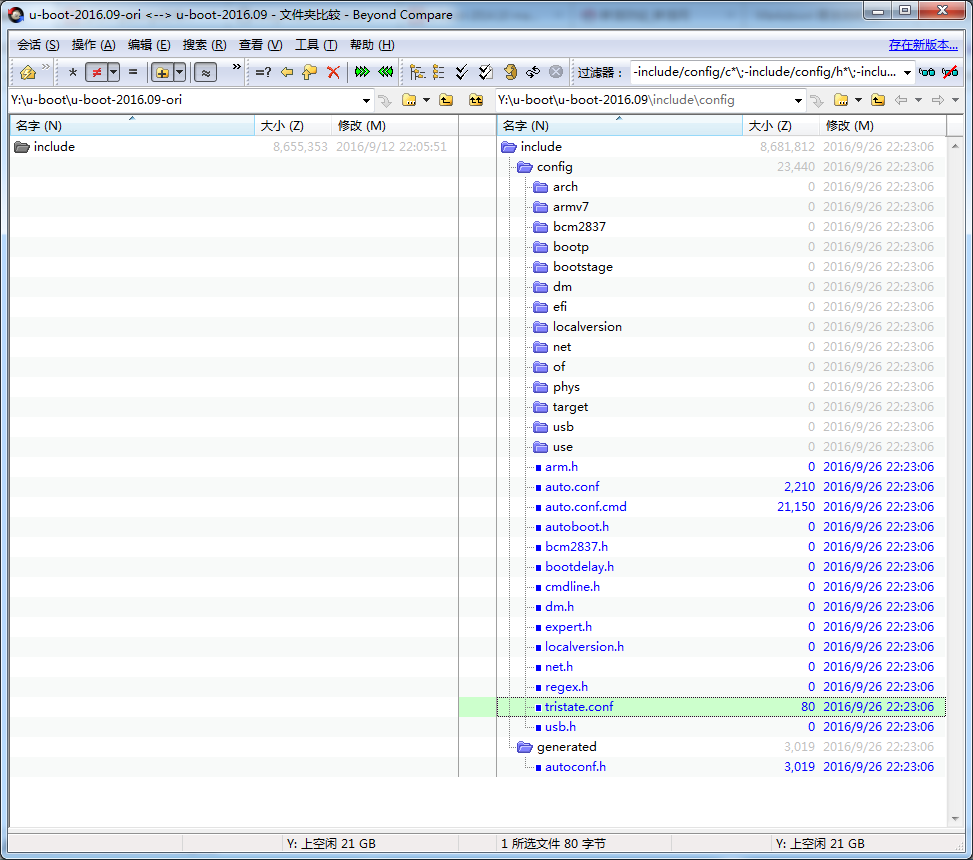 u-boot-2016.09-ori <--> u-boot-2016.09 - 文件夹比较 - Beyond Compare
会话 (S) 操作 (A) 编辑 (E) 搜索 (R) 查看 (V) 工具 (T) 帮助 (H) 存在新版本...
* ≠ = ≈ » =? 过滤器： -include/config/c*\;-include/config/h*\;-inclu...
Y:\u-boot\u-boot-2016.09-ori Y:\u-boot\u-boot-2016.09\include\config
名字 (N) 大小 (Z) 修改 (M) 名字 (N) 大小 (Z) 修改 (M)
include 8,655,353 2016/9/12 22:05:51 include 8,681,812 2016/9/26 22:23:06
config 23,440 2016/9/26 22:23:06
arch 0 2016/9/26 22:23:06
armv7 0 2016/9/26 22:23:06
bcm2837 0 2016/9/26 22:23:06
bootp 0 2016/9/26 22:23:06
bootstage 0 2016/9/26 22:23:06
dm 0 2016/9/26 22:23:06
efi 0 2016/9/26 22:23:06
localversion 0 2016/9/26 22:23:06
net 0 2016/9/26 22:23:06
of 0 2016/9/26 22:23:06
phys 0 2016/9/26 22:23:06
target 0 2016/9/26 22:23:06
usb 0 2016/9/26 22:23:06
use 0 2016/9/26 22:23:06
arm.h 0 2016/9/26 22:23:06
auto.conf 2,210 2016/9/26 22:23:06
auto.conf.cmd 21,150 2016/9/26 22:23:06
autoboot.h 0 2016/9/26 22:23:06
bcm2837.h 0 2016/9/26 22:23:06
bootdelay.h 0 2016/9/26 22:23:06
cmdline.h 0 2016/9/26 22:23:06
dm.h 0 2016/9/26 22:23:06
expert.h 0 2016/9/26 22:23:06
localversion.h 0 2016/9/26 22:23:06
net.h 0 2016/9/26 22:23:06
regex.h 0 2016/9/26 22:23:06
tristate.conf 80 2016/9/26 22:23:06
usb.h 0 2016/9/26 22:23:06
generated 3,019 2016/9/26 22:23:06
autoconf.h 3,019 2016/9/26 22:23:06
Y: 上空闲 21 GB 1 所选文件 80 字节 Y: 上空闲 21 GB